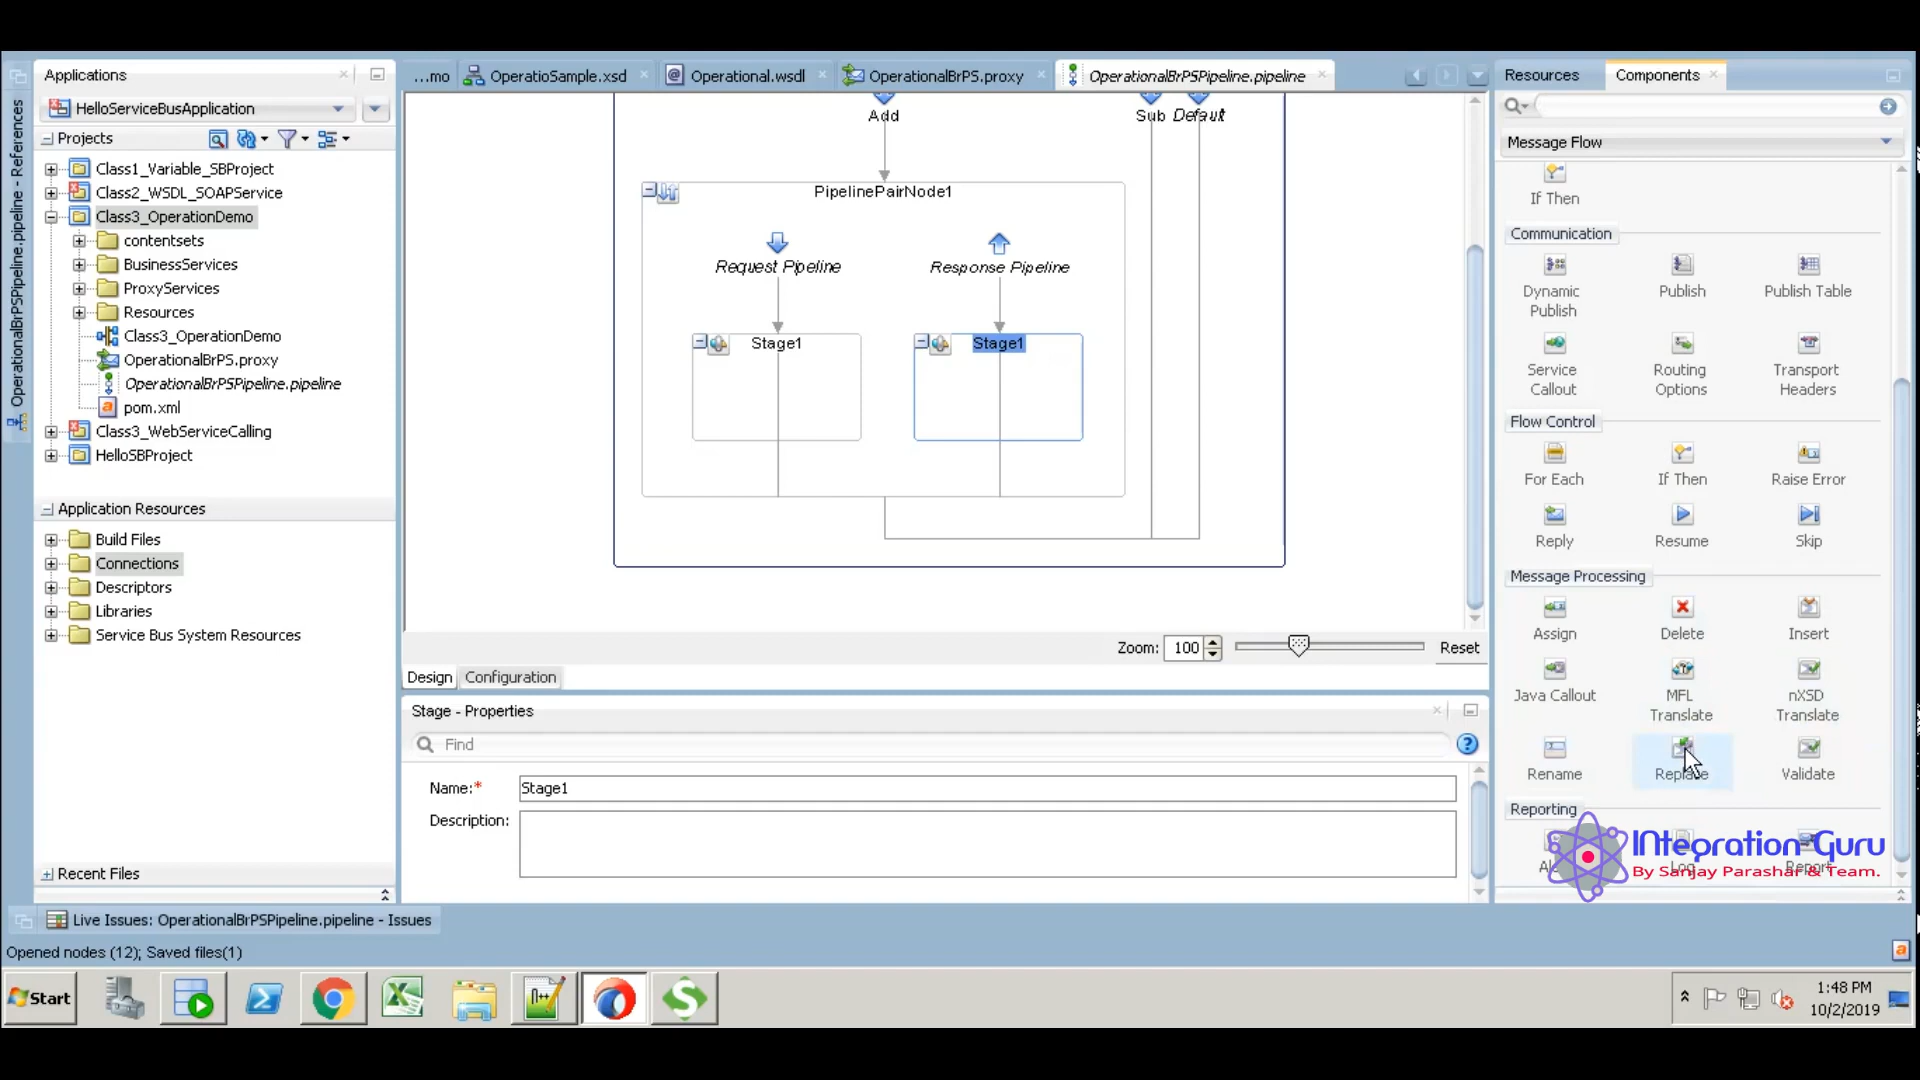 Applications
HelloServiceBusApplication
Projects
Class1_Variable_SBProject
Class2_WSDL_SOAPService
Class3_OperationDemo
contentsets
BusinessServices
ProxyServices
Resources
Class3_OperationDemo
OperationalBrPS.proxy
OperationalBrPSPipeline.pipeline
pom.xml
Class3_WebServiceCalling
HelloSBProject
Application Resources
Build Files
Connections
Descriptors
Libraries
Service Bus System Resources
Recent Files
OperationalBrPSPipeline.pipeline - References
...mo
OperatioSample.xsd
Operational.wsdl
OperationalBrPS.proxy
OperationalBrPSPipeline.pipeline
Add
Sub
Default
PipelinePairNode1
Request Pipeline
Response Pipeline
Stage1
Stage1
Zoom: 100
Reset
Design
Configuration
Stage - Properties
Find
Name:*
Stage1
Description:
Resources
Components
Message Flow
If Then
Communication
Dynamic Publish
Publish
Publish Table
Service Callout
Routing Options
Transport Headers
Flow Control
For Each
If Then
Raise Error
Reply
Resume
Skip
Message Processing
Assign
Delete
Insert
Java Callout
MFL Translate
nXSD Translate
Rename
Replace
Validate
Reporting
Log
Report
INtegration Guru
By Sanjay Parashar & Team.
Live Issues: OperationalBrPSPipeline.pipeline - Issues
Opened nodes (12); Saved files(1)
Start
1:48 PM
10/2/2019